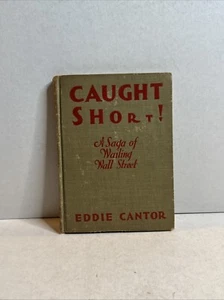 CAUGHT
SHORT!
A Saga of
Wailing
Wall Street
EDDIE CANTOR